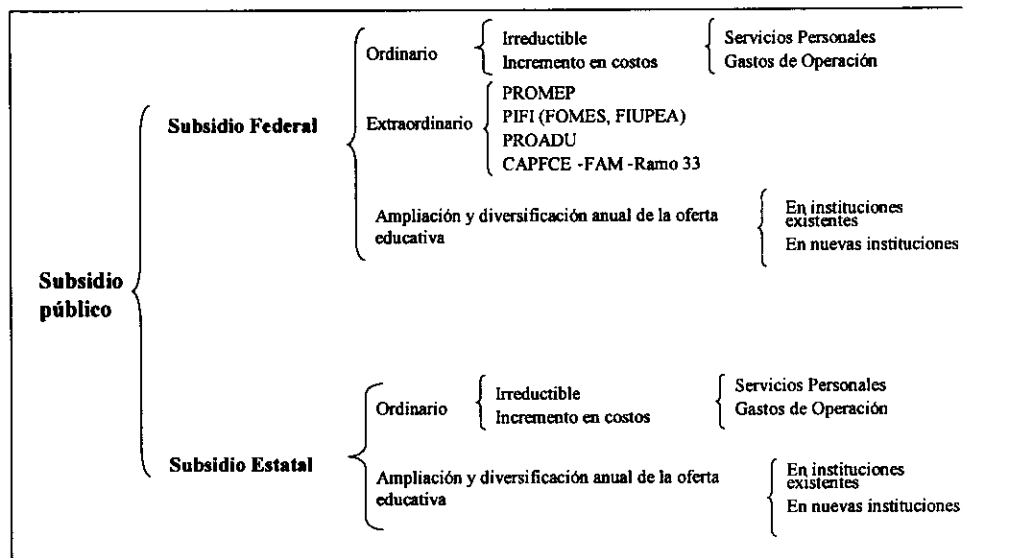 Subsidio
público
Subsidio Federal
Ordinario
Irreductible
Incremento en costos
Servicios Personales
Gastos de Operación
Extraordinario
PROMEP
PIFI (FOMES, FIUPEA)
PROADU
CAPFCE -FAM -Ramo 33
Ampliación y diversificación anual de la oferta
educativa
En instituciones
existentes
En nuevas instituciones
Subsidio Estatal
Ordinario
Irreductible
Incremento en costos
Servicios Personales
Gastos de Operación
Ampliación y diversificación anual de la oferta
educativa
En instituciones
existentes
En nuevas instituciones